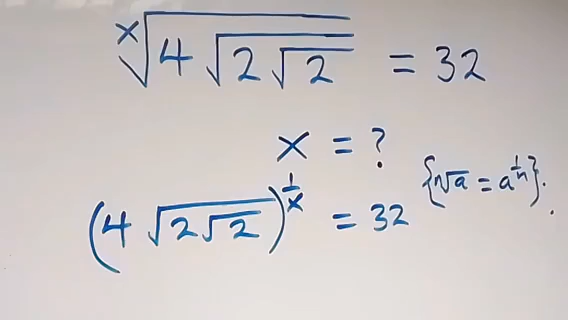 ˣ√(4√(2√2)) = 32
x = ?
(4√(2√2))^(1/x) = 32 {ⁿ√a = a^(1/n)}.